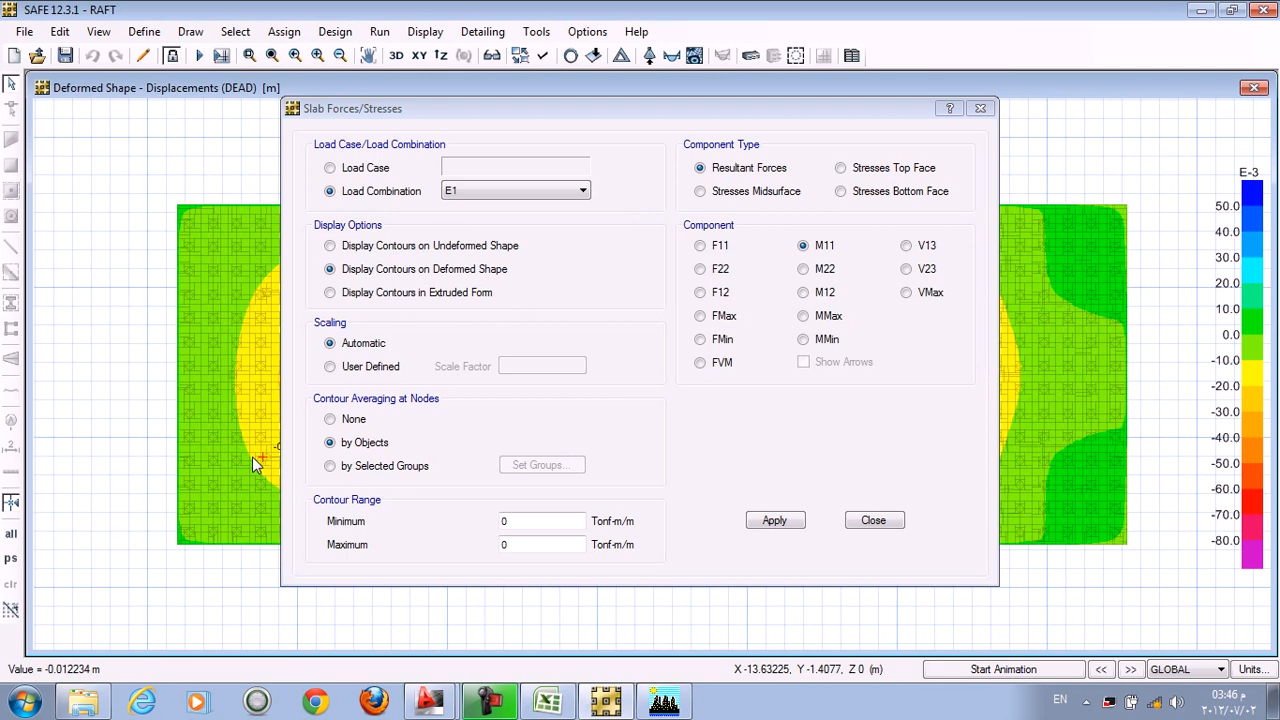 SAFE 12.3.1 - RAFT
File Edit View Define Draw Select Assign Design Run Display Detailing Tools Options Help
3D XY
Deformed Shape - Displacements (DEAD) [m]
Slab Forces/Stresses
Load Case/Load Combination
Load Case
Load Combination E1
Display Options
Display Contours on Undeformed Shape
Display Contours on Deformed Shape
Display Contours in Extruded Form
Scaling
Automatic
User Defined Scale Factor
Contour Averaging at Nodes
None
by Objects
by Selected Groups Set Groups...
Contour Range
Minimum 0 Tonf-m/m
Maximum 0 Tonf-m/m
Component Type
Resultant Forces Stresses Top Face
Stresses Midsurface Stresses Bottom Face
Component
F11 M11 V13
F22 M22 V23
F12 M12 VMax
FMax MMax
FMin MMin
FVM Show Arrows
Apply Close
E-3
50.0
40.0
30.0
20.0
10.0
0.0
-10.0
-20.0
-30.0
-40.0
-50.0
-60.0
-70.0
-80.0
all
ps
clr
Value = -0.012234 m
X -13.63225, Y -1.4077, Z 0 (m)
Start Animation << >> GLOBAL Units...
EN
03:46 م
٢٠١٢/٠٧/٠٢